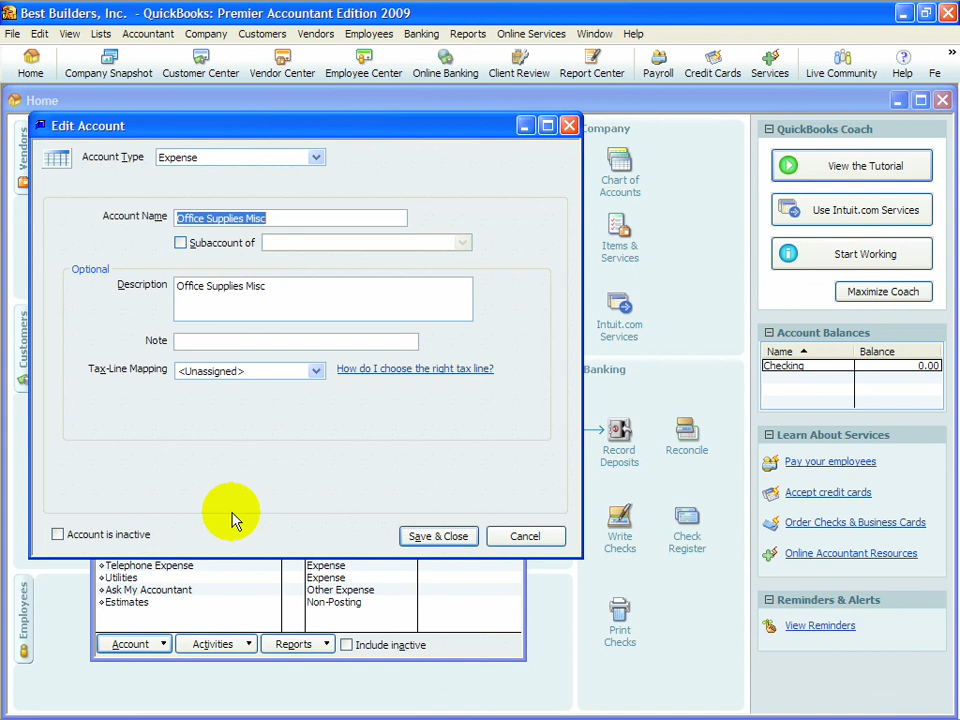 Best Builders, Inc. - QuickBooks: Premier Accountant Edition 2009
File Edit View Lists Accountant Company Customers Vendors Employees Banking Reports Online Services Window Help
Home Company Snapshot Customer Center Vendor Center Employee Center Online Banking Client Review Report Center Payroll Credit Cards Services Live Community Help Fe
Home
Vendors
Customers
Employees
Edit Account
Account Type Expense
Account Name Office Supplies Misc
Subaccount of
Optional
Description Office Supplies Misc
Note
Tax-Line Mapping <Unassigned> How do I choose the right tax line?
Account is inactive Save & Close Cancel
Telephone Expense Expense
Utilities Expense
Ask My Accountant Other Expense
Estimates Non-Posting
Account Activities Reports Include inactive
Company
Chart of
Accounts
Items &
Services
Intuit.com
Services
Banking
Record
Deposits
Reconcile
Write
Checks
Check
Register
Print
Checks
QuickBooks Coach
View the Tutorial
Use Intuit.com Services
Start Working
Maximize Coach
Account Balances
Name Balance
Checking 0.00
Learn About Services
Pay your employees
Accept credit cards
Order Checks & Business Cards
Online Accountant Resources
Reminders & Alerts
View Reminders